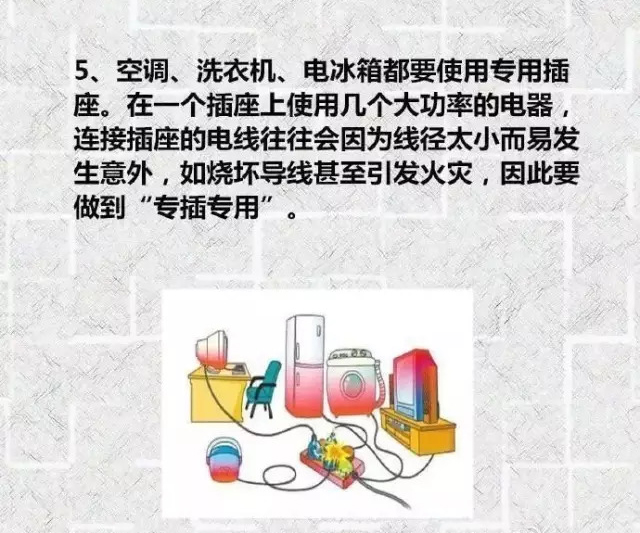 5、空调、洗衣机、电冰箱都要使用专用插
座。在一个插座上使用几个大功率的电器，
连接插座的电线往往会因为线径太小而易发
生意外，如烧坏导线甚至引发火灾，因此要
做到“专插专用”。